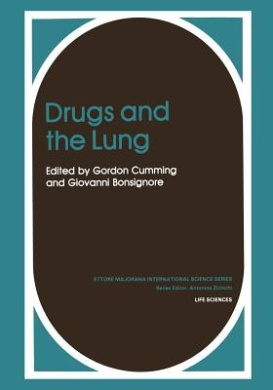 Drugs and
the Lung
Edited by Gordon Cumming
and Giovanni Bonsignore
ETTORE MAJORANA INTERNATIONAL SCIENCE SERIES
Series Editor: Antonino Zichichi
LIFE SCIENCES